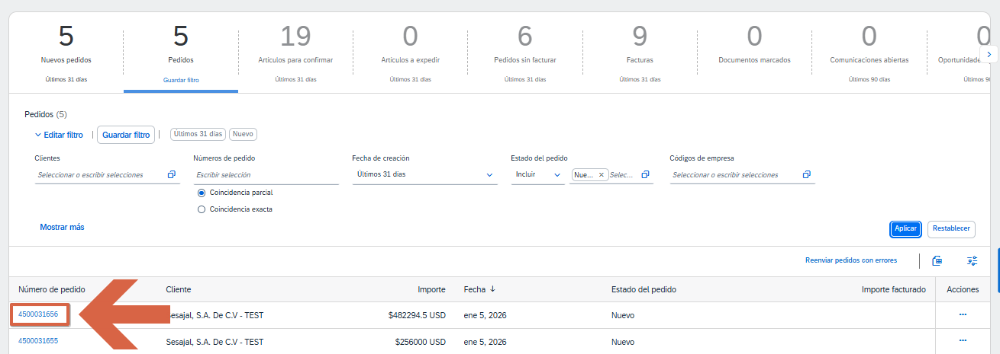 5 5 19 0 6 9 0 0 0
Nuevos pedidos Pedidos Artículos para confirmar Artículos a expedir Pedidos sin facturar Facturas Documentos marcados Comunicaciones abiertas Oportunidade
Últimos 31 días Guardar filtro Últimos 31 días Últimos 31 días Últimos 31 días Últimos 31 días Últimos 90 días Últimos 90
Pedidos (5)
Editar filtro | Guardar filtro | Últimos 31 días Nuevo
Clientes Números de pedido Fecha de creación Estado del pedido Códigos de empresa
Seleccionar o escribir selecciones Escribir selección Últimos 31 días Incluir Nue... × Selec... Seleccionar o escribir selecciones
Coincidencia parcial
Coincidencia exacta
Mostrar más
Aplicar Restablecer
Reenviar pedidos con errores
Número de pedido Cliente Importe Fecha ↓ Estado del pedido Importe facturado Acciones
4500031656 Sesajal, S.A. De C.V - TEST $482294.5 USD ene 5, 2026 Nuevo ...
4500031655 Sesajal, S.A. De C.V - TEST $256000 USD ene 5, 2026 Nuevo ...